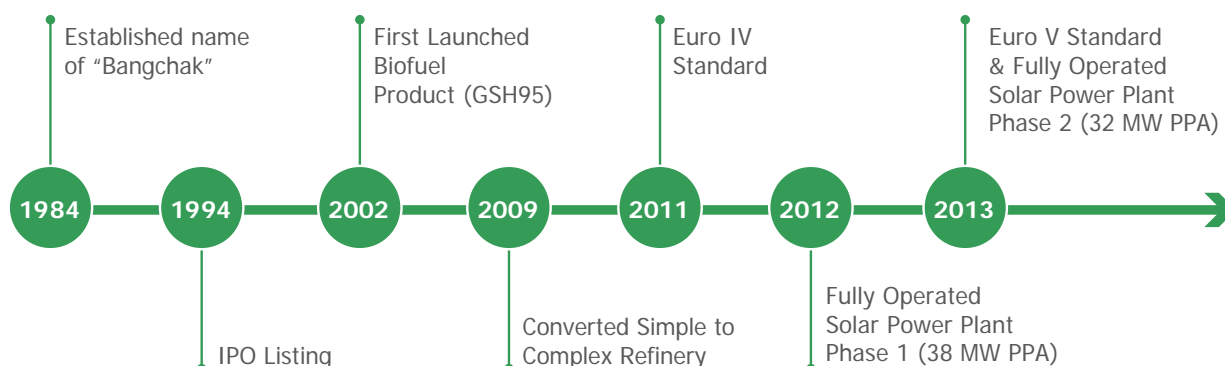 Established name
of “Bangchak”
First Launched
Biofuel
Product (GSH95)
Euro IV
Standard
Euro V Standard
& Fully Operated
Solar Power Plant
Phase 2 (32 MW PPA)
1984
1994
2002
2009
2011
2012
2013
IPO Listing
Converted Simple to
Complex Refinery
Fully Operated
Solar Power Plant
Phase 1 (38 MW PPA)